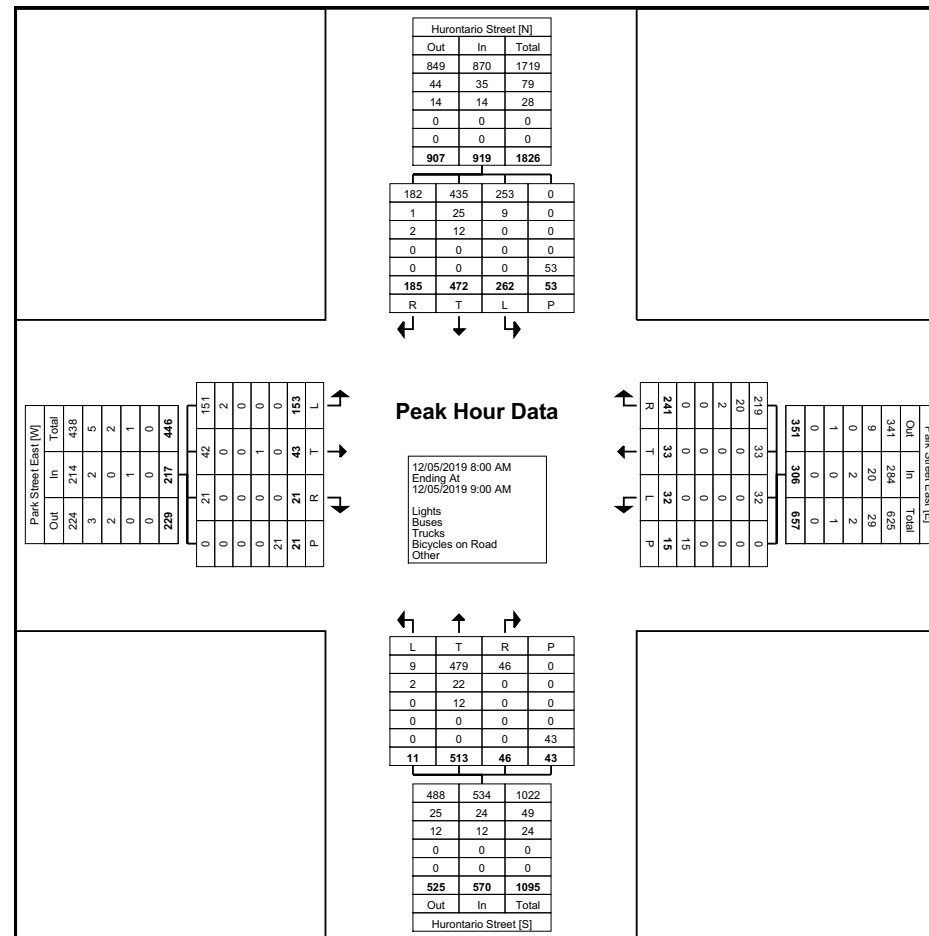 Hurontario Street [N]
Out In Total
849 870 1719
44 35 79
14 14 28
0 0 0
0 0 0
907 919 1826
182 435 253 0
1 25 9 0
2 12 0 0
0 0 0 0
0 0 0 53
185 472 262 53
R T L P
Park Street East [W]
Out In Total
224 214 438
3 2 5
2 0 2
0 1 1
0 0 0
229 217 446
151 42 21 0
2 0 0 0
0 0 0 0
0 1 0 0
0 0 0 21
153 43 21 21
L T R P
Peak Hour Data
12/05/2019 8:00 AM
Ending At
12/05/2019 9:00 AM
Lights
Buses
Trucks
Bicycles on Road
Other
Park Street East [E]
Out In Total
341 284 625
9 20 29
0 2 2
1 0 1
0 0 0
351 306 657
219 33 32 0
20 0 0 0
2 0 0 0
0 0 0 0
0 0 0 15
241 33 32 15
R T L P
L T R P
9 479 46 0
2 22 0 0
0 12 0 0
0 0 0 0
0 0 0 43
11 513 46 43
488 534 1022
25 24 49
12 12 24
0 0 0
0 0 0
525 570 1095
Out In Total
Hurontario Street [S]